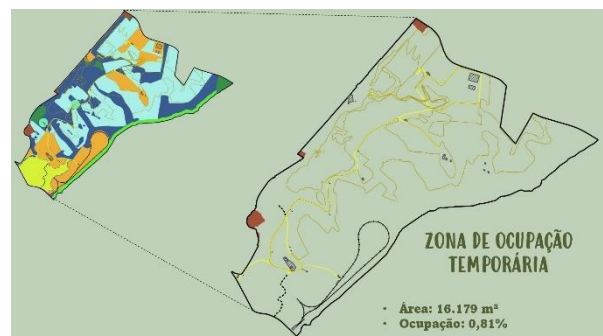 ZONA DE OCUPAÇÃO
TEMPORÁRIA
• Área: 16.179 m²
• Ocupação: 0,81%